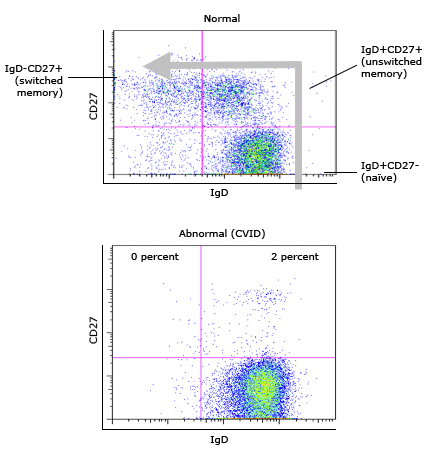 Normal
IgD-CD27+
(switched
memory)
IgD+CD27+
(unswitched
memory)
CD27
IgD+CD27-
(naïve)
IgD
Abnormal (CVID)
0 percent
2 percent
CD27
IgD